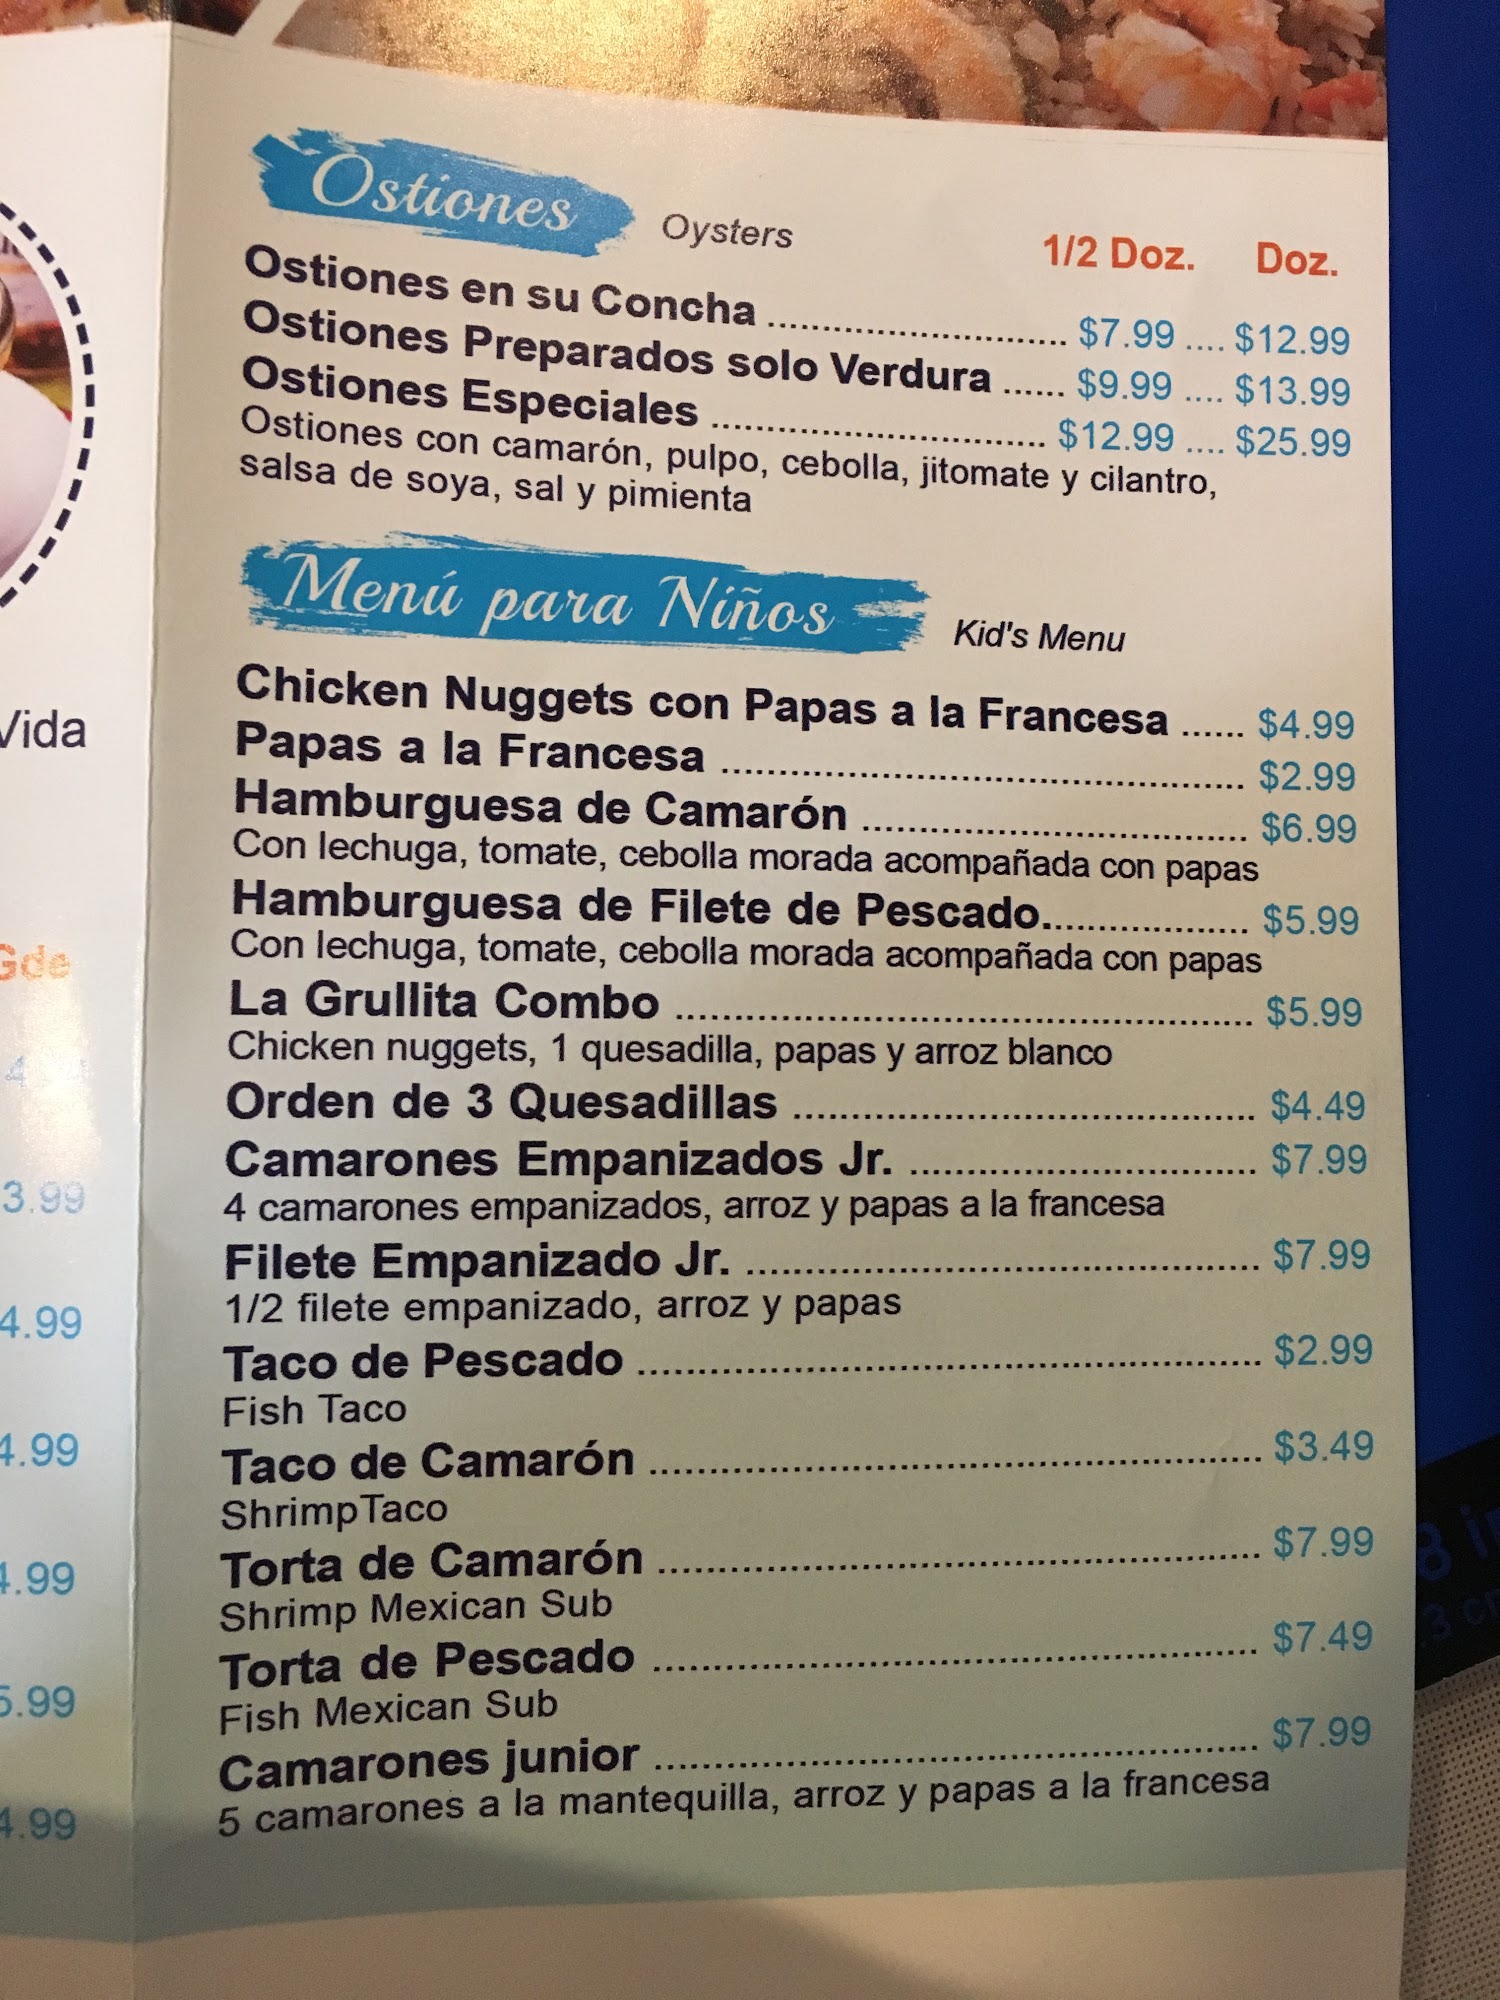 Ostiones Oysters 1/2 Doz. Doz.
Ostiones en su Concha ........................... $7.99 .... $12.99
Ostiones Preparados solo Verdura ...... $9.99 .... $13.99
Ostiones Especiales .............................. $12.99 .... $25.99
Ostiones con camarón, pulpo, cebolla, jitomate y cilantro,
salsa de soya, sal y pimienta
Menú para Niños Kid's Menu
Chicken Nuggets con Papas a la Francesa ...... $4.99
Papas a la Francesa ............................................. $2.99
Hamburguesa de Camarón ................................. $6.99
Con lechuga, tomate, cebolla morada acompañada con papas
Hamburguesa de Filete de Pescado.................. $5.99
Con lechuga, tomate, cebolla morada acompañada con papas
La Grullita Combo ................................................. $5.99
Chicken nuggets, 1 quesadilla, papas y arroz blanco
Orden de 3 Quesadillas ....................................... $4.49
Camarones Empanizados Jr. ............................. $7.99
4 camarones empanizados, arroz y papas a la francesa
Filete Empanizado Jr. ............................................ $7.99
1/2 filete empanizado, arroz y papas
Taco de Pescado ..................................................... $2.99
Fish Taco
Taco de Camarón .................................................... $3.49
ShrimpTaco
Torta de Camarón ................................................... $7.99
Shrimp Mexican Sub
Torta de Pescado ................................................... $7.49
Fish Mexican Sub
Camarones junior ................................................... $7.99
5 camarones a la mantequilla, arroz y papas a la francesa
Vida
Gde
3.99
4.99
4.99
4.99
5.99
4.99